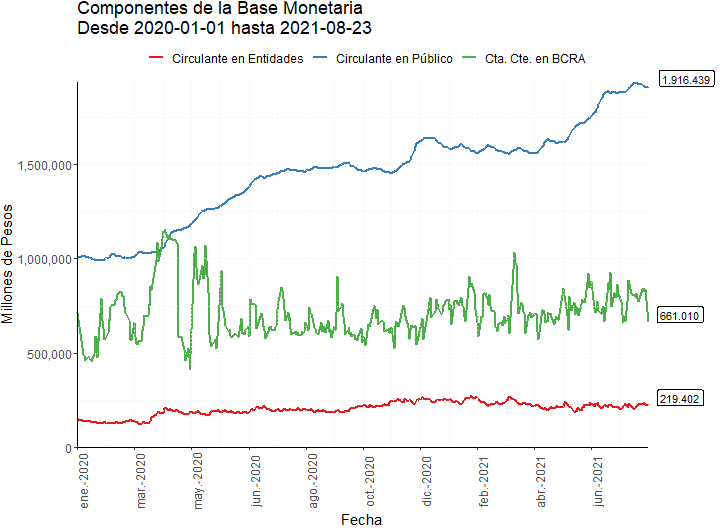 Componentes de la Base Monetaria
Desde 2020-01-01 hasta 2021-08-23
Circulante en Entidades Circulante en Público Cta. Cte. en BCRA
Millones de Pesos
1,500,000
1,000,000
500,000
0
1.916.439
661.010
219.402
ene.-2020
mar.-2020
may.-2020
jun.-2020
ago.-2020
oct.-2020
dic.-2020
feb.-2021
abr.-2021
jun.-2021
Fecha